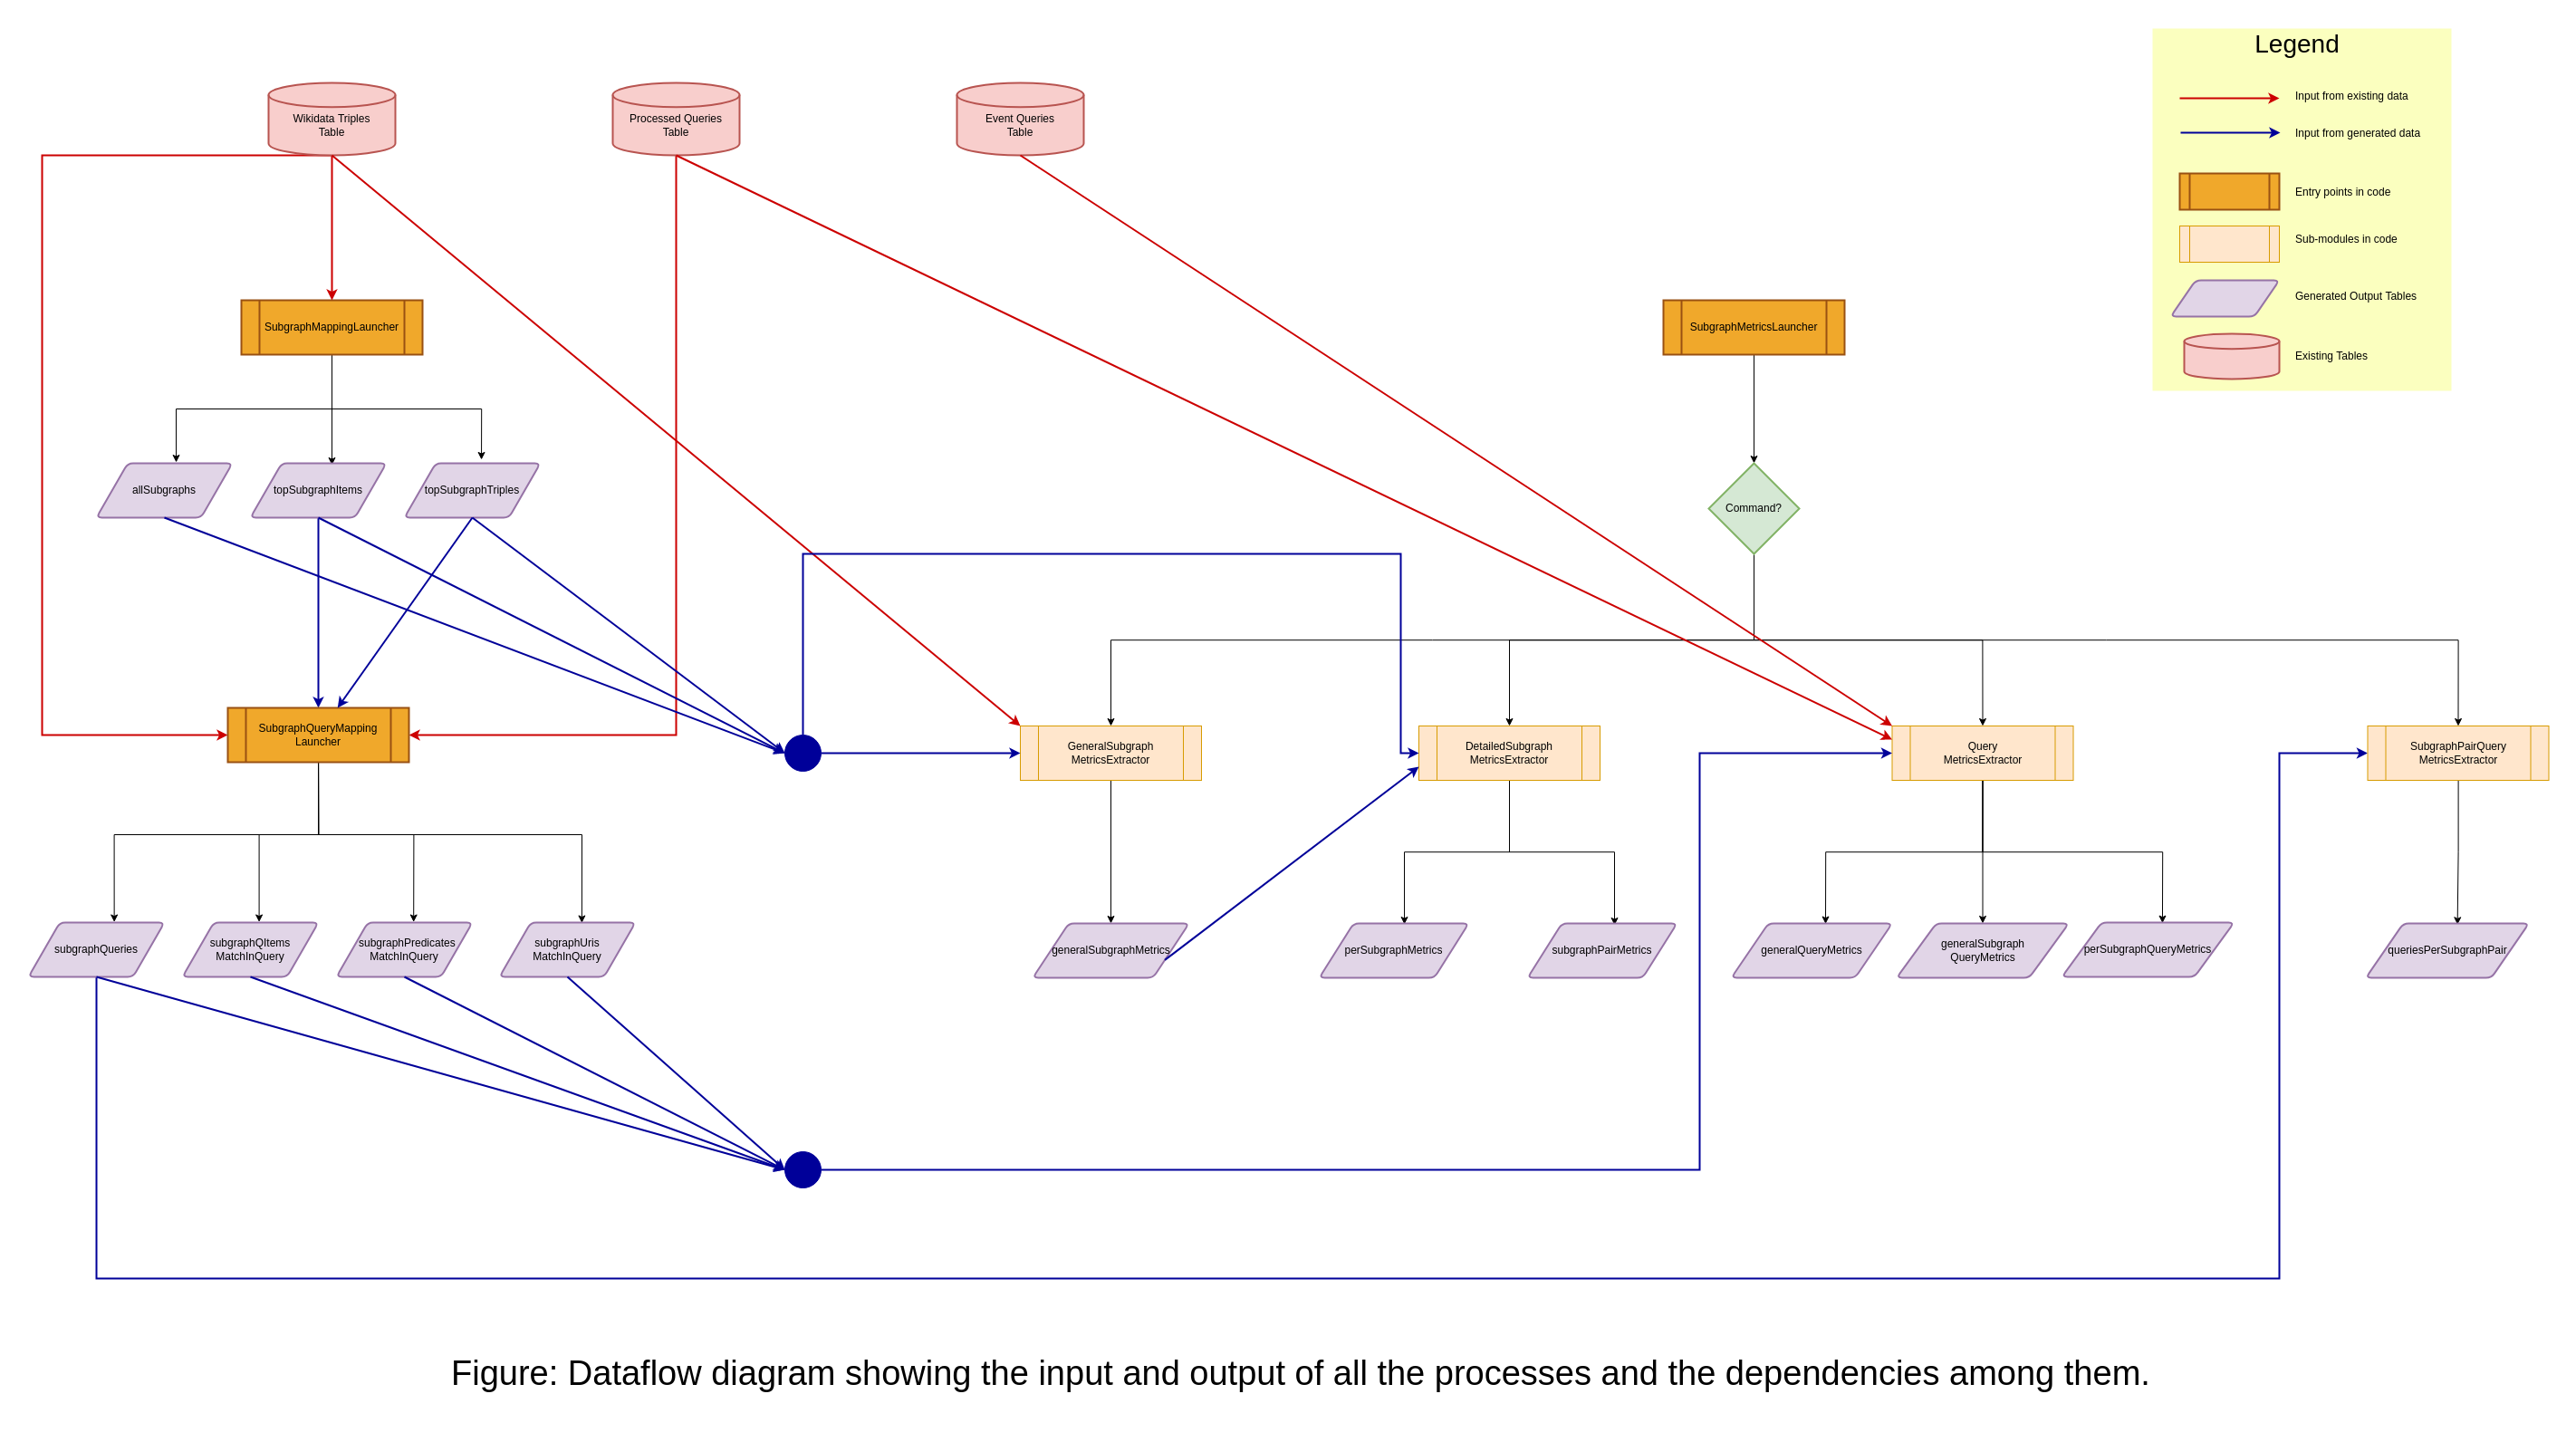 Legend
Input from existing data
Input from generated data
Entry points in code
Sub-modules in code
Generated Output Tables
Existing Tables
Wikidata Triples
Table
Processed Queries
Table
Event Queries
Table
SubgraphMappingLauncher
SubgraphMetricsLauncher
allSubgraphs
topSubgraphItems
topSubgraphTriples
Command?
SubgraphQueryMapping
Launcher
GeneralSubgraph
MetricsExtractor
DetailedSubgraph
MetricsExtractor
Query
MetricsExtractor
SubgraphPairQuery
MetricsExtractor
subgraphQueries
subgraphQItems
MatchInQuery
subgraphPredicates
MatchInQuery
subgraphUris
MatchInQuery
generalSubgraphMetrics
perSubgraphMetrics
subgraphPairMetrics
generalQueryMetrics
generalSubgraph
QueryMetrics
perSubgraphQueryMetrics
queriesPerSubgraphPair
Figure: Dataflow diagram showing the input and output of all the processes and the dependencies among them.